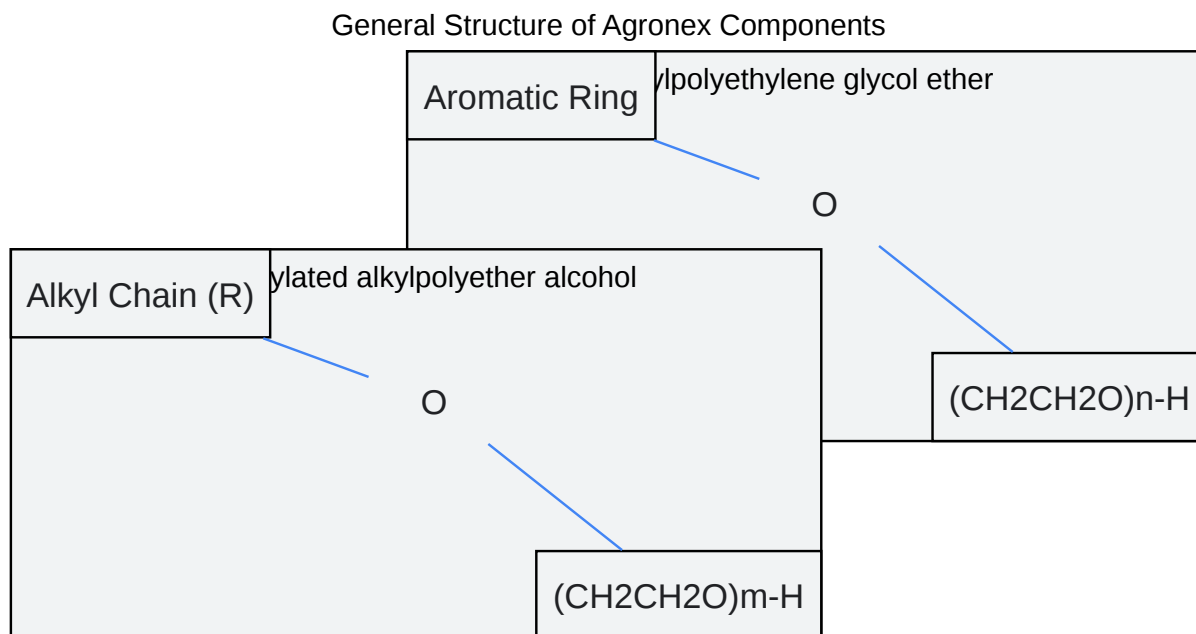 General Structure of Agronex Components
Aromatic Ring
ylpolyethylene glycol ether
O
(CH2CH2O)n-H
Alkyl Chain (R)
ylated alkylpolyether alcohol
O
(CH2CH2O)m-H